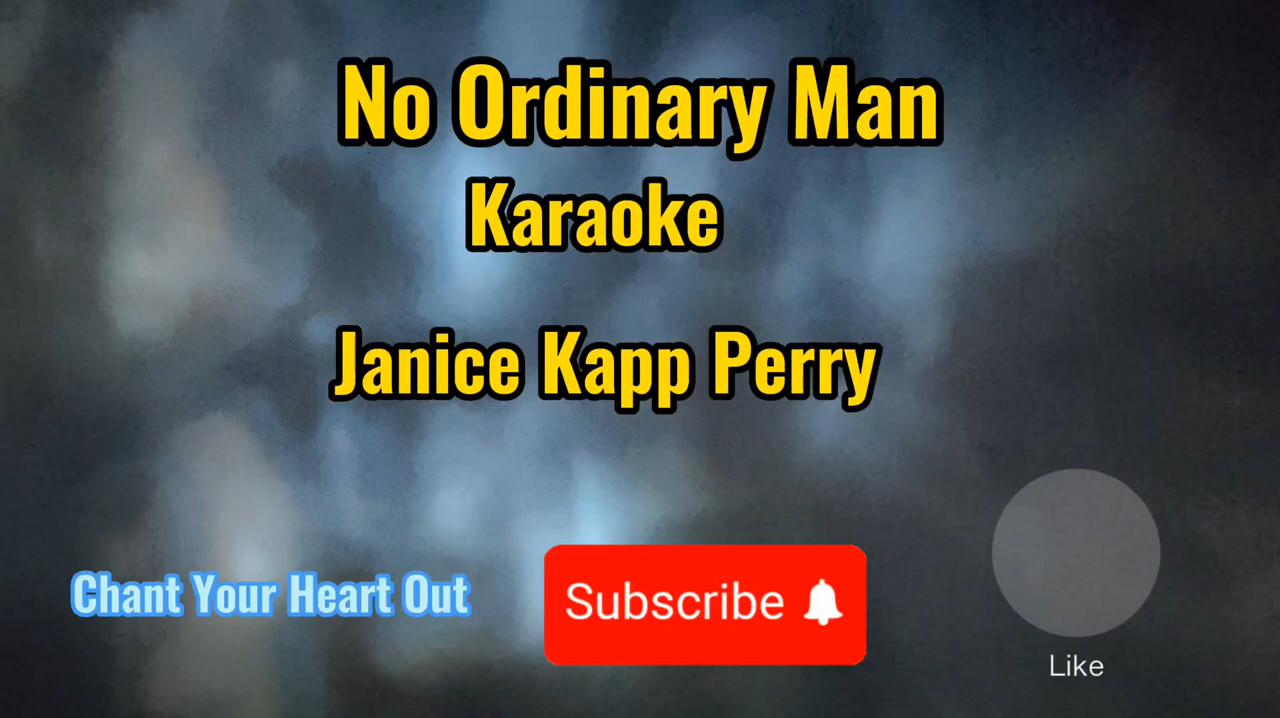 No Ordinary Man
Karaoke
Janice Kapp Perry
Chant Your Heart Out
Subscribe
Like